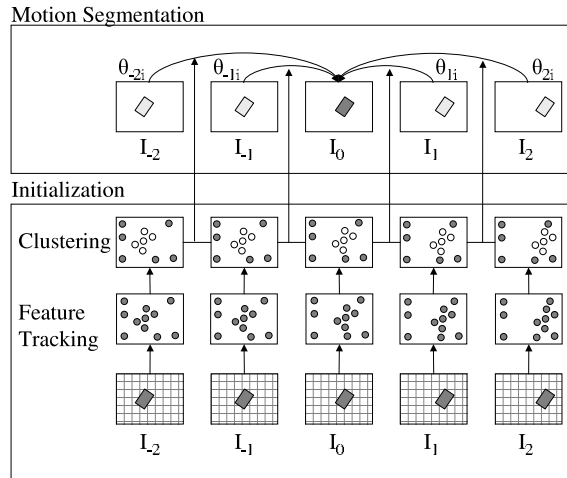 Motion Segmentation
θ-2i θ-1i θ1i θ2i
I-2 I-1 I0 I1 I2
Initialization
Clustering
Feature
Tracking
I-2 I-1 I0 I1 I2